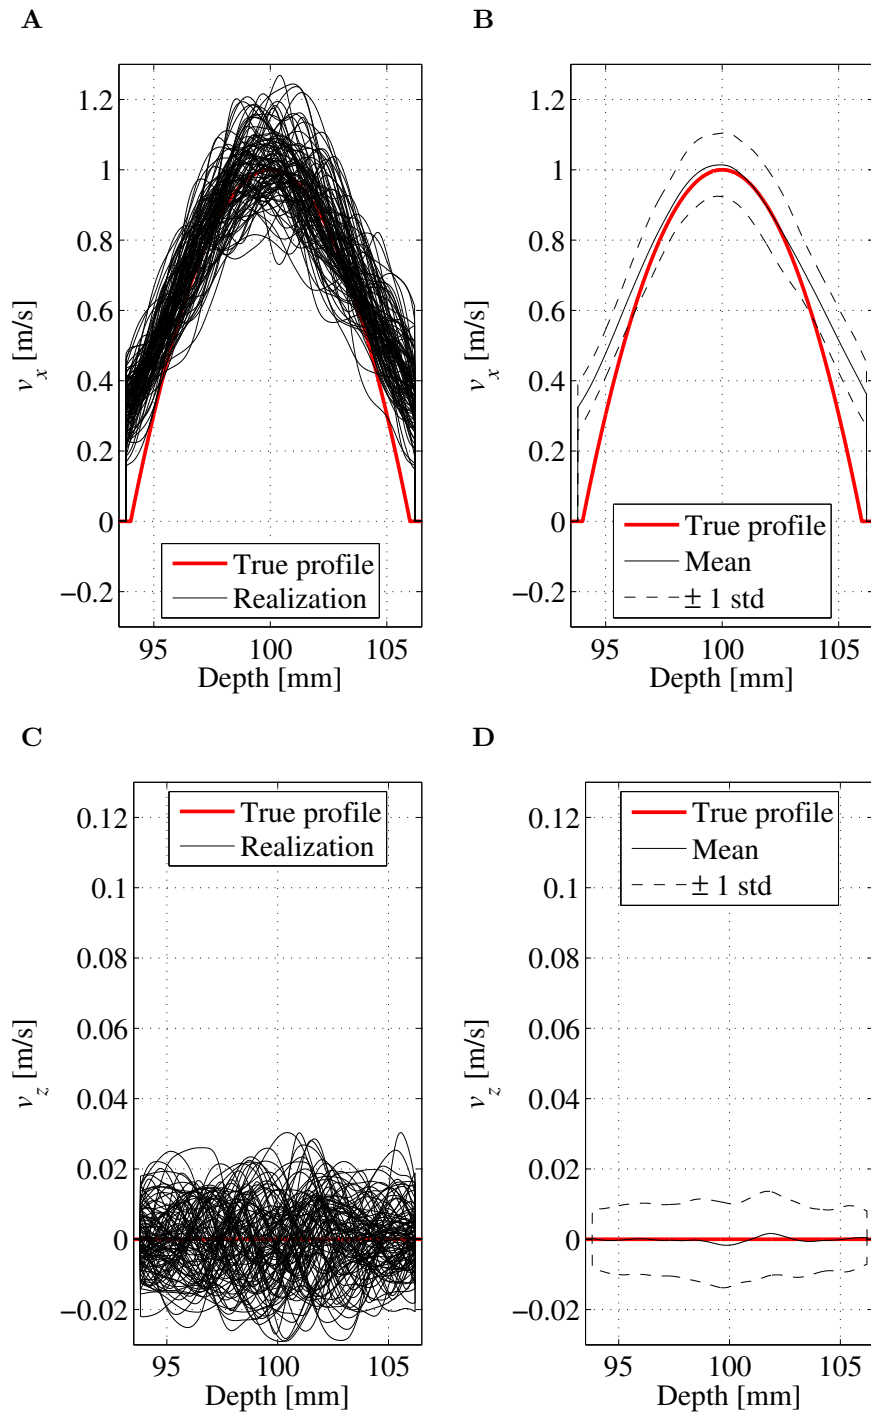 A
1.2
1
0.8
0.6
0.4
0.2
0
−0.2
v_x [m/s]
True profile
Realization
95 100 105
Depth [mm]
B
1.2
1
0.8
0.6
0.4
0.2
0
−0.2
v_x [m/s]
True profile
Mean
± 1 std
95 100 105
Depth [mm]
C
0.12
0.1
0.08
0.06
0.04
0.02
0
−0.02
v_z [m/s]
True profile
Realization
95 100 105
Depth [mm]
D
0.12
0.1
0.08
0.06
0.04
0.02
0
−0.02
v_z [m/s]
True profile
Mean
± 1 std
95 100 105
Depth [mm]